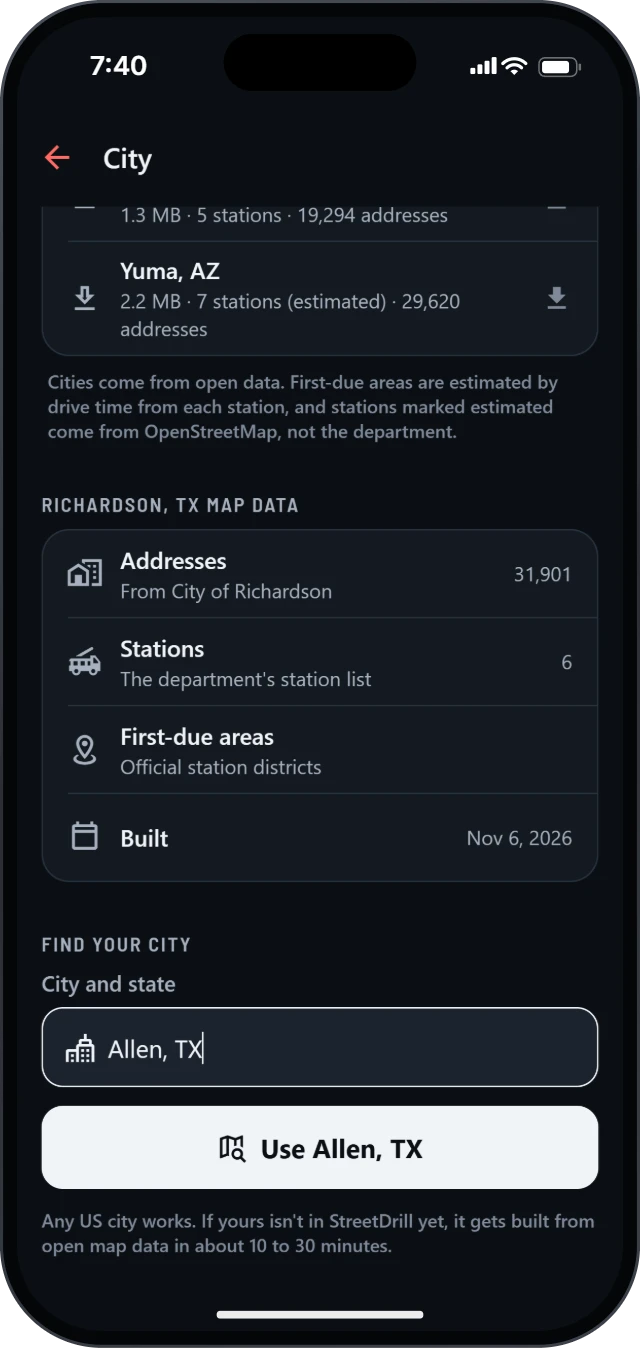 7:40
City
1.3 MB · 5 stations · 19,294 addresses
Yuma, AZ
2.2 MB · 7 stations (estimated) · 29,620
addresses
Cities come from open data. First-due areas are estimated by
drive time from each station, and stations marked estimated
come from OpenStreetMap, not the department.
RICHARDSON, TX MAP DATA
Addresses
From City of Richardson
31,901
Stations
The department's station list
6
First-due areas
Official station districts
Built
Nov 6, 2026
FIND YOUR CITY
City and state
Allen, TX
Use Allen, TX
Any US city works. If yours isn't in StreetDrill yet, it gets built from
open map data in about 10 to 30 minutes.